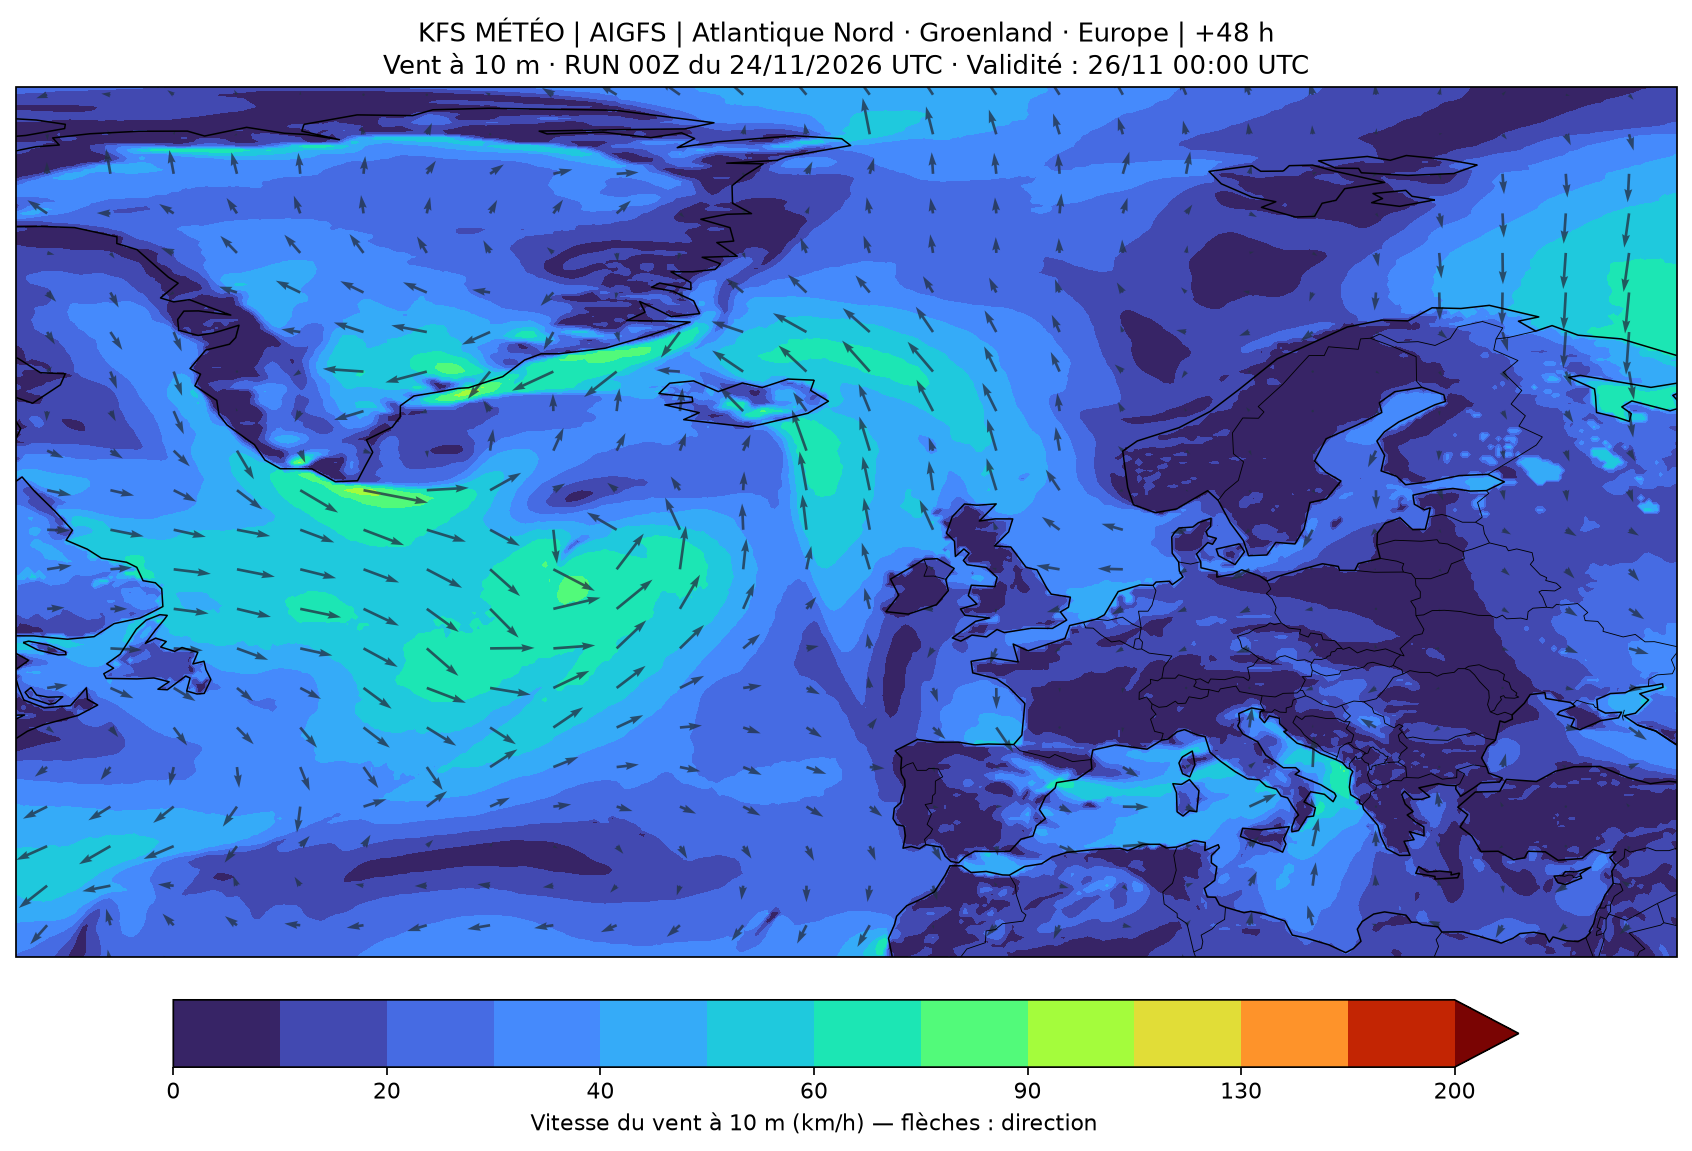 KFS MÉTÉO | AIGFS | Atlantique Nord · Groenland · Europe | +48 h
Vent à 10 m · RUN 00Z du 24/11/2026 UTC · Validité : 26/11 00:00 UTC
0 20 40 60 90 130 200
Vitesse du vent à 10 m (km/h) — flèches : direction